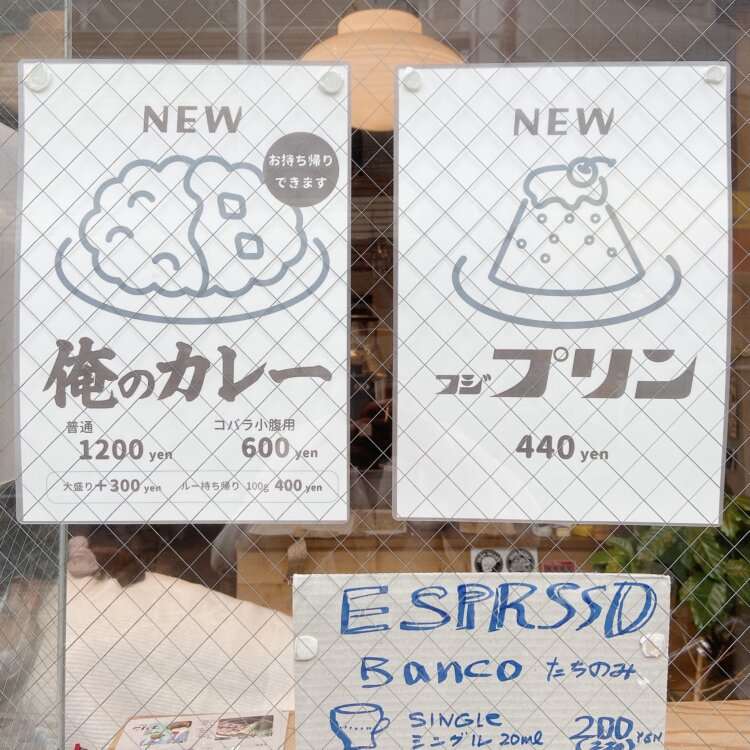 NEW
お持ち帰り
できます
俺のカレー
普通
1200 yen
コバラ小腹用
600 yen
大盛り+300 yen ルー持ち帰り 100g 400 yen
NEW
フジプリン
440 yen
ESPRSSO
Banco たちのみ
SINGLE
シングル 20ml 200 YEN